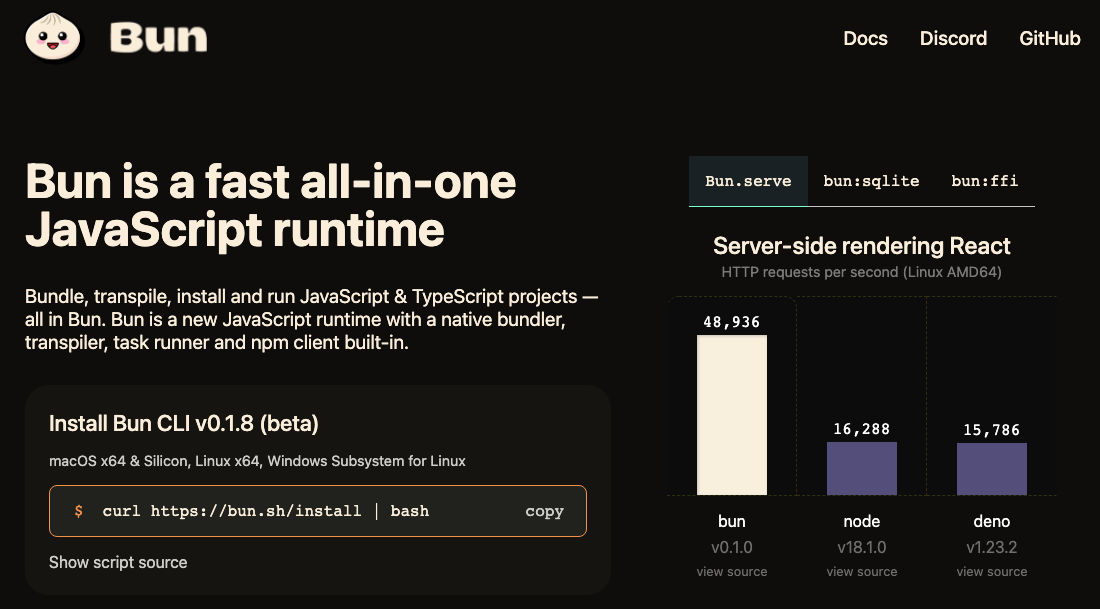 Bun
Docs Discord GitHub
Bun is a fast all-in-one
JavaScript runtime
Bundle, transpile, install and run JavaScript & TypeScript projects —
all in Bun. Bun is a new JavaScript runtime with a native bundler,
transpiler, task runner and npm client built-in.
Install Bun CLI v0.1.8 (beta)
macOS x64 & Silicon, Linux x64, Windows Subsystem for Linux
$ curl https://bun.sh/install | bash copy
Show script source
Bun.serve bun:sqlite bun:ffi
Server-side rendering React
HTTP requests per second (Linux AMD64)
48,936
16,288 15,786
bun node deno
v0.1.0 v18.1.0 v1.23.2
view source view source view source